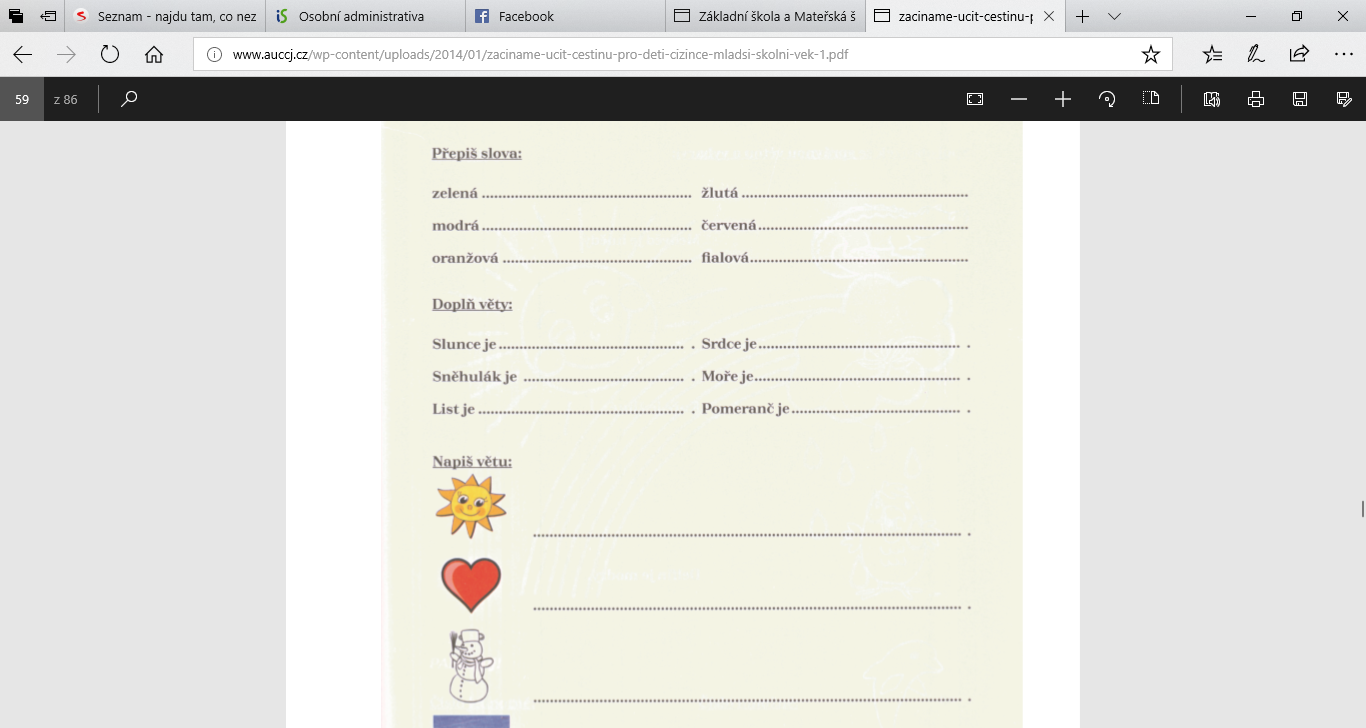 Seznam - najdu tam, co nez
Osobní administrativa
Facebook
Základní škola a Mateřská š
zaciname-ucit-cestinu-p
www.auccj.cz/wp-content/uploads/2014/01/zaciname-ucit-cestinu-pro-deti-cizince-mladsi-skolni-vek-1.pdf
59 z 86
Přepiš slova:
zelená .................................................... žlutá ........................................................
modrá .................................................... červená....................................................
oranžová ............................................... fialová......................................................
Doplň věty:
Slunce je.............................................. . Srdce je.................................................. .
Sněhulák je ........................................ . Moře je................................................... .
List je ................................................... . Pomeranč je.......................................... .
Napiš větu:
.......................................................................................................... .
.......................................................................................................... .
.......................................................................................................... .